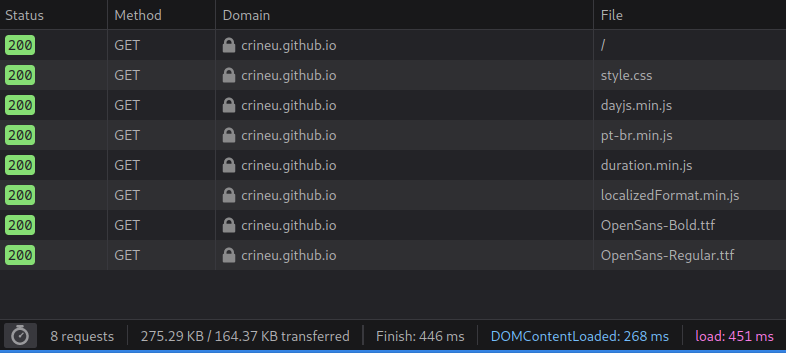 Status Method Domain File
200 GET crineu.github.io /
200 GET crineu.github.io style.css
200 GET crineu.github.io dayjs.min.js
200 GET crineu.github.io pt-br.min.js
200 GET crineu.github.io duration.min.js
200 GET crineu.github.io localizedFormat.min.js
200 GET crineu.github.io OpenSans-Bold.ttf
200 GET crineu.github.io OpenSans-Regular.ttf
8 requests 275.29 KB / 164.37 KB transferred Finish: 446 ms DOMContentLoaded: 268 ms load: 451 ms